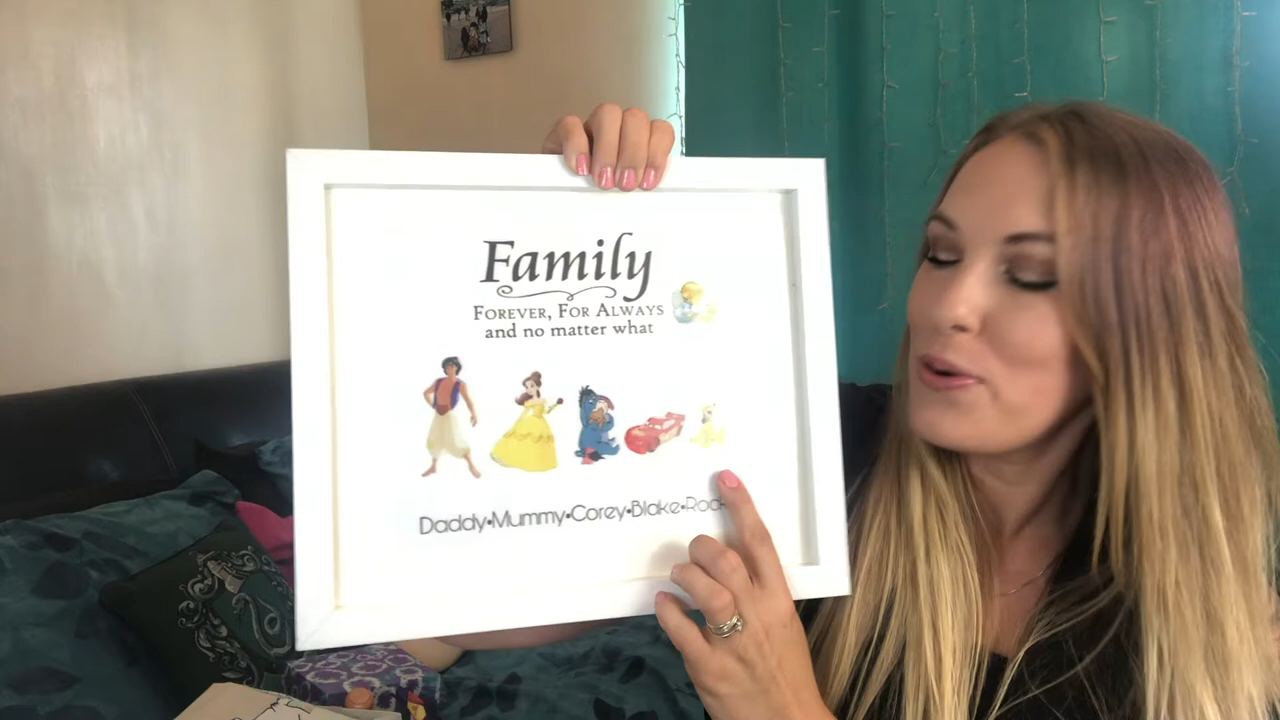 Family
FOREVER, FOR ALWAYS
and no matter what
Daddy•Mummy•Corey•Blake•